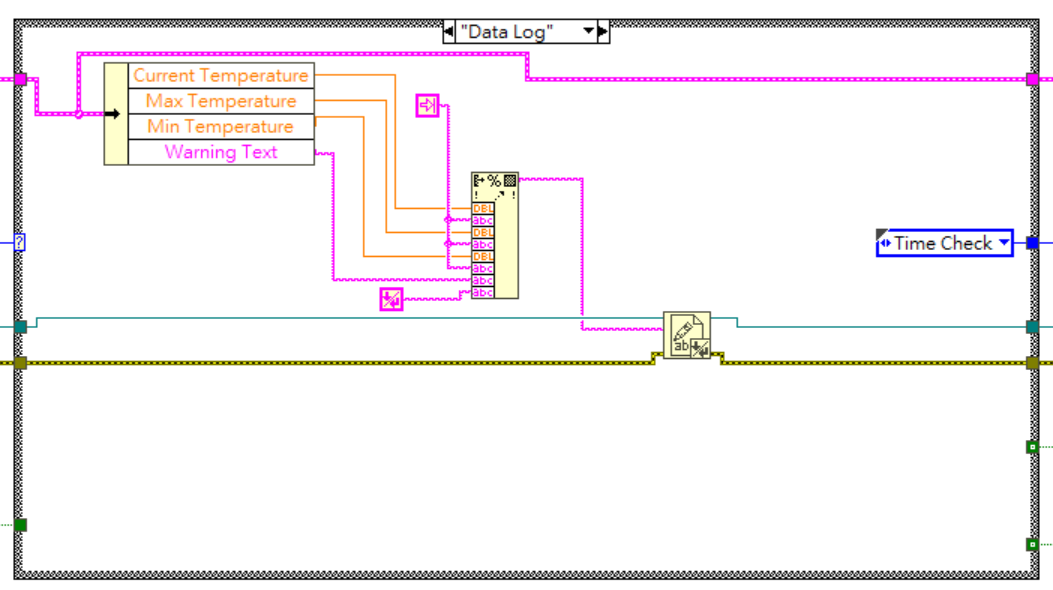 "Data Log"
Current Temperature
Max Temperature
Min Temperature
Warning Text
%
! !
DBL
abc
DBL
abc
DBL
abc
abc
abc
?
Time Check
ab